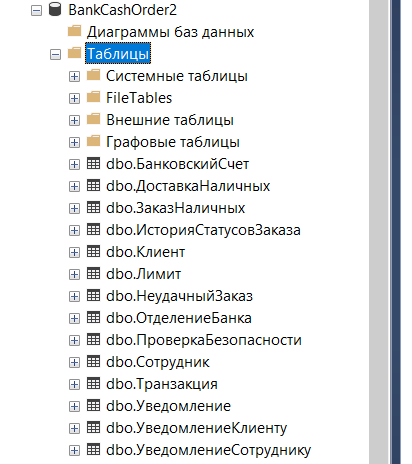 BankCashOrder2
Диаграммы баз данных
Таблицы
Системные таблицы
FileTables
Внешние таблицы
Графовые таблицы
dbo.БанковскийСчет
dbo.ДоставкаНаличных
dbo.ЗаказНаличных
dbo.ИсторияСтатусовЗаказа
dbo.Клиент
dbo.Лимит
dbo.НеудачныйЗаказ
dbo.ОтделениеБанка
dbo.ПроверкаБезопасности
dbo.Сотрудник
dbo.Транзакция
dbo.Уведомление
dbo.УведомлениеКлиенту
dbo.УведомлениеСотруднику